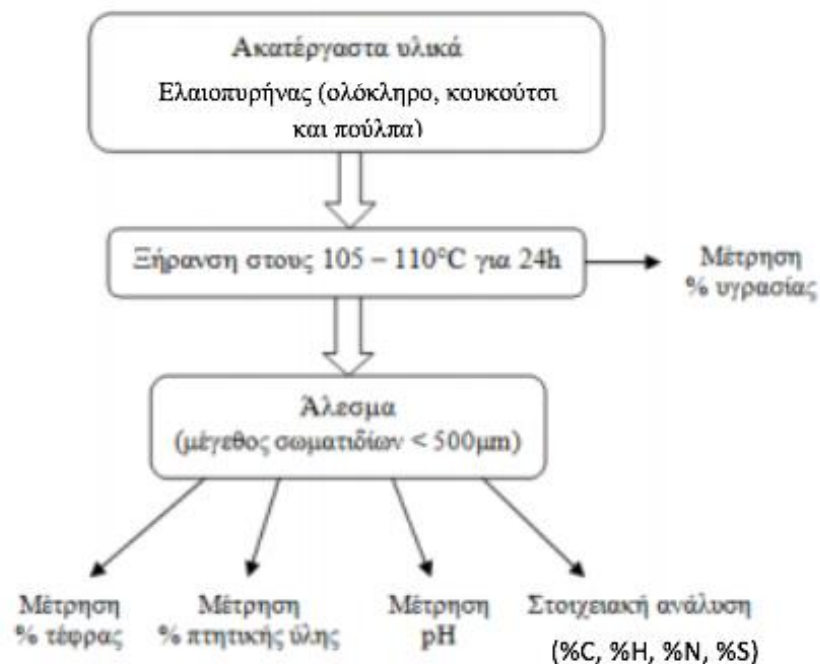 Ακατέργαστα υλικά
Ελαιοπυρήνας (ολόκληρο, κουκούτσι
και πούλπα)
Ξήρανση στους 105 – 110°C για 24h
Μέτρηση
% υγρασίας
Άλεσμα
(μέγεθος σωματιδίων < 500μm)
Μέτρηση
% τέφρας
Μέτρηση
% πτητικής ύλης
Μέτρηση
pH
Στοιχειακή ανάλυση
(%C, %H, %N, %S)